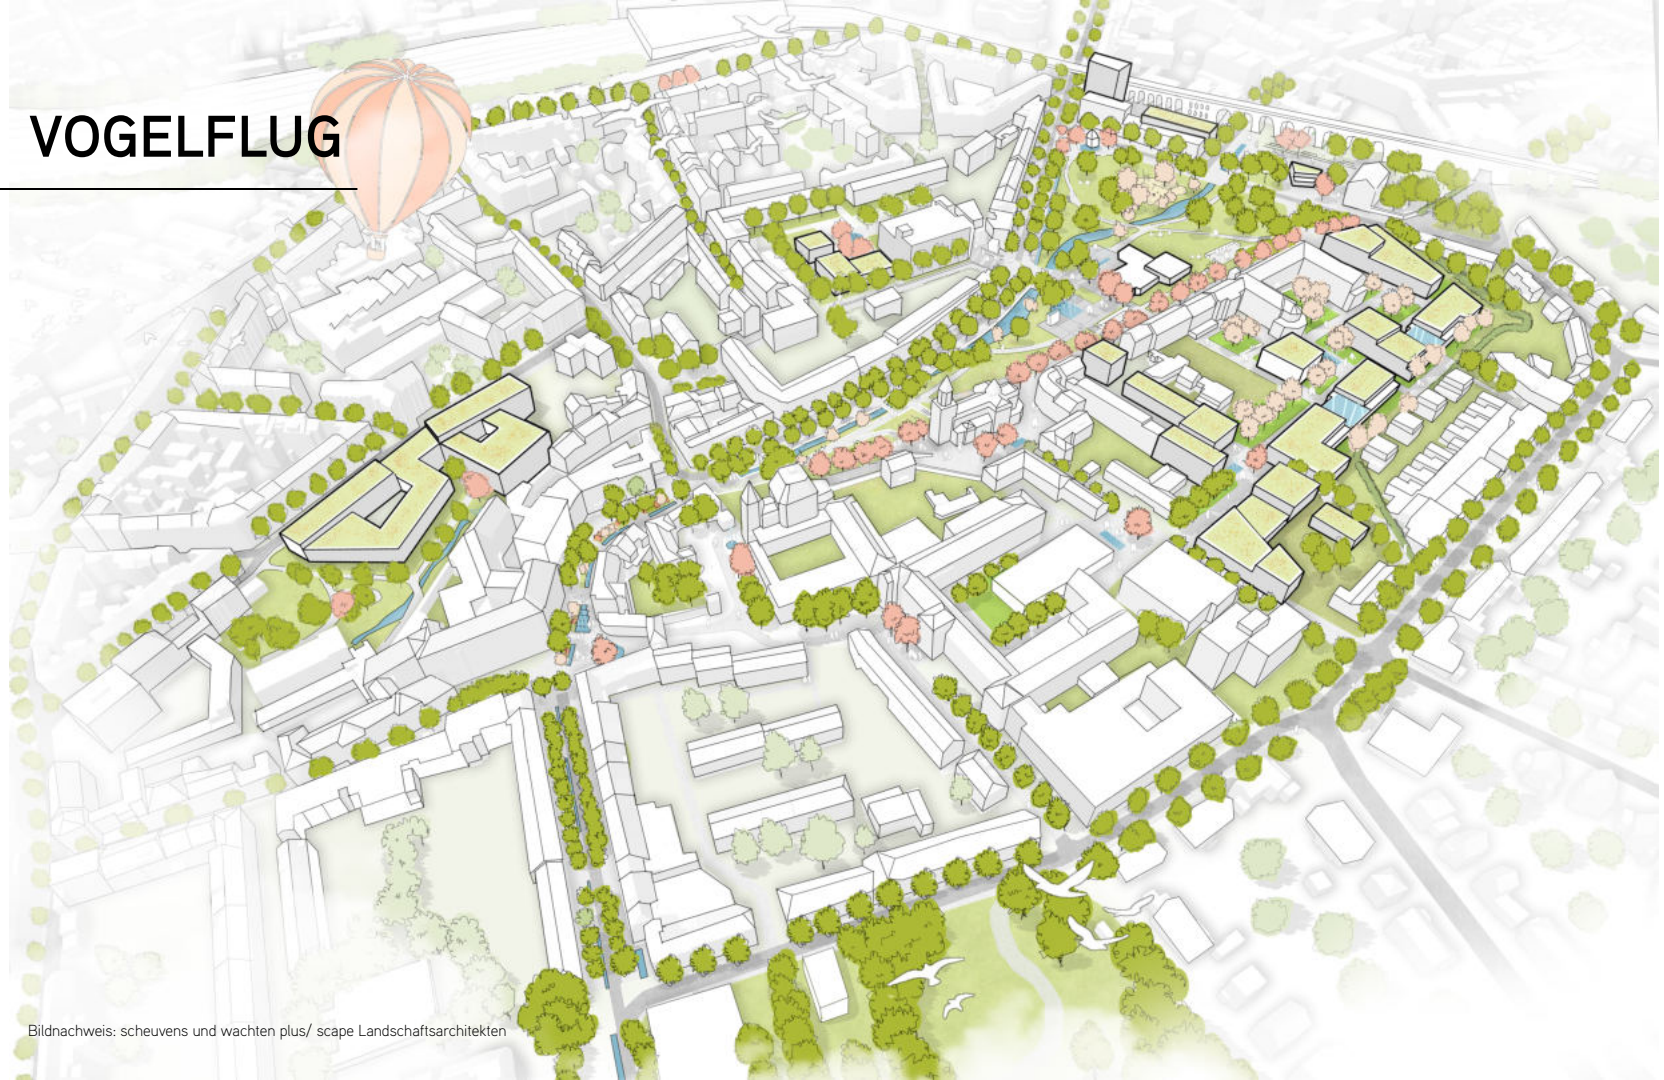 VOGELFLUG
Bildnachweis: scheuvens und wachten plus/ scape Landschaftsarchitekten